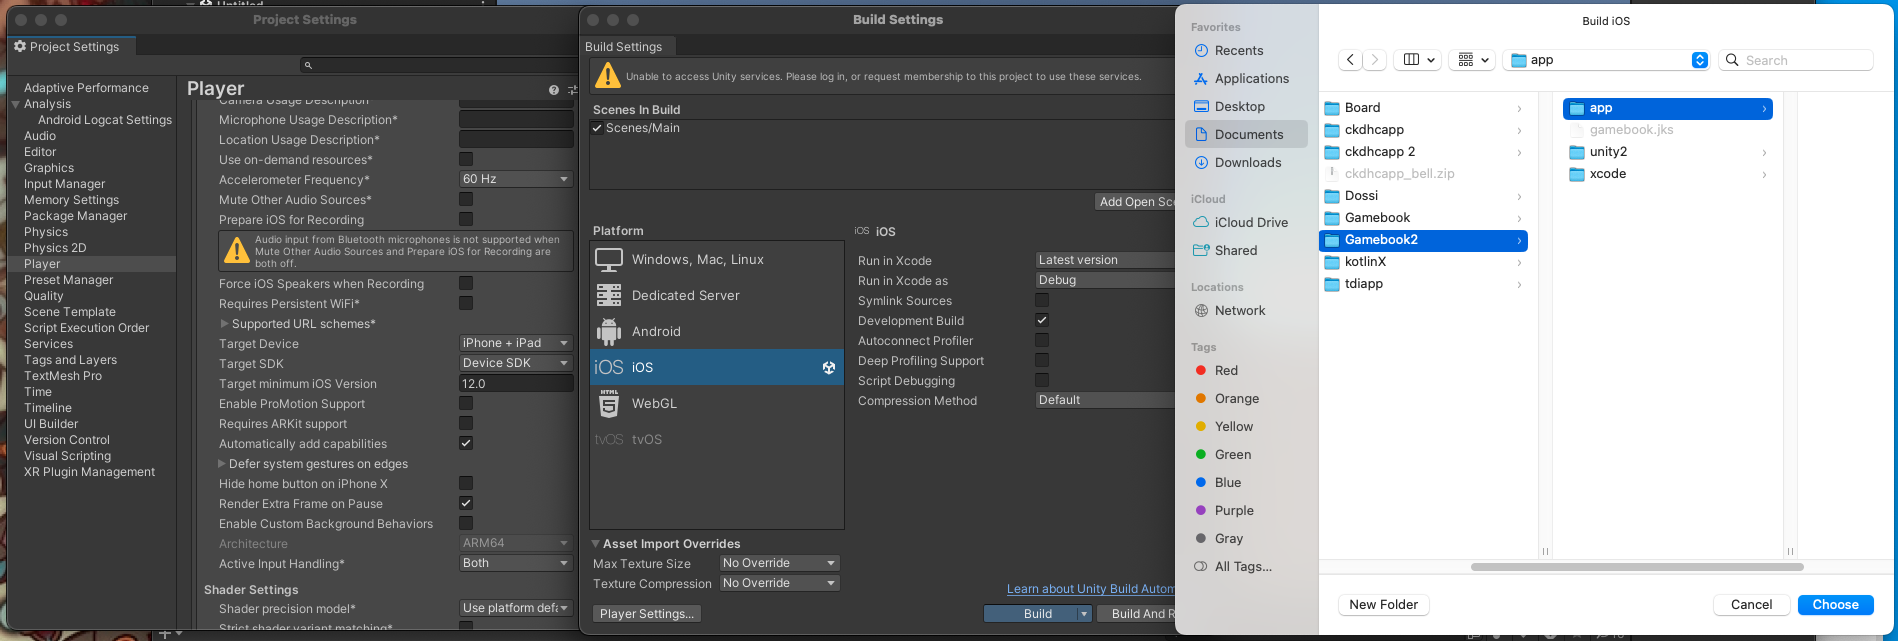 Untitled
Project Settings
Project Settings
Adaptive Performance
Analysis
Android Logcat Settings
Audio
Editor
Graphics
Input Manager
Memory Settings
Package Manager
Physics
Physics 2D
Player
Preset Manager
Quality
Scene Template
Script Execution Order
Services
Tags and Layers
TextMesh Pro
Time
Timeline
UI Builder
Version Control
Visual Scripting
XR Plugin Management
Player
Camera Usage Description
Microphone Usage Description*
Location Usage Description*
Use on-demand resources*
Accelerometer Frequency* 60 Hz
Mute Other Audio Sources*
Prepare iOS for Recording
Audio input from Bluetooth microphones is not supported when
Mute Other Audio Sources and Prepare iOS for Recording are
both off.
Force iOS Speakers when Recording
Requires Persistent WiFi*
Supported URL schemes*
Target Device iPhone + iPad
Target SDK Device SDK
Target minimum iOS Version 12.0
Enable ProMotion Support
Requires ARKit support
Automatically add capabilities
Defer system gestures on edges
Hide home button on iPhone X
Render Extra Frame on Pause
Enable Custom Background Behaviors
Architecture ARM64
Active Input Handling* Both
Shader Settings
Shader precision model* Use platform defa
Strict shader variant matching*
Build Settings
Build Settings
Unable to access Unity services. Please log in, or request membership to this project to use these services.
Scenes In Build
Scenes/Main
Add Open Sce
Platform
Windows, Mac, Linux
Dedicated Server
Android
iOS iOS
HTML 5 WebGL
tvOS tvOS
iOS iOS
Run in Xcode Latest version
Run in Xcode as Debug
Symlink Sources
Development Build
Autoconnect Profiler
Deep Profiling Support
Script Debugging
Compression Method Default
Asset Import Overrides
Max Texture Size No Override
Texture Compression No Override
Learn about Unity Build Autom
Player Settings...
Build
Build And R
Favorites
Recents
Applications
Desktop
Documents
Downloads
iCloud
iCloud Drive
Shared
Locations
Network
Tags
Red
Orange
Yellow
Green
Blue
Purple
Gray
All Tags...
Build iOS
app
Search
Board
ckdhcapp
ckdhcapp 2
ckdhcapp_bell.zip
Dossi
Gamebook
Gamebook2
kotlinX
tdiapp
app
gamebook.jks
unity2
xcode
New Folder
Cancel
Choose